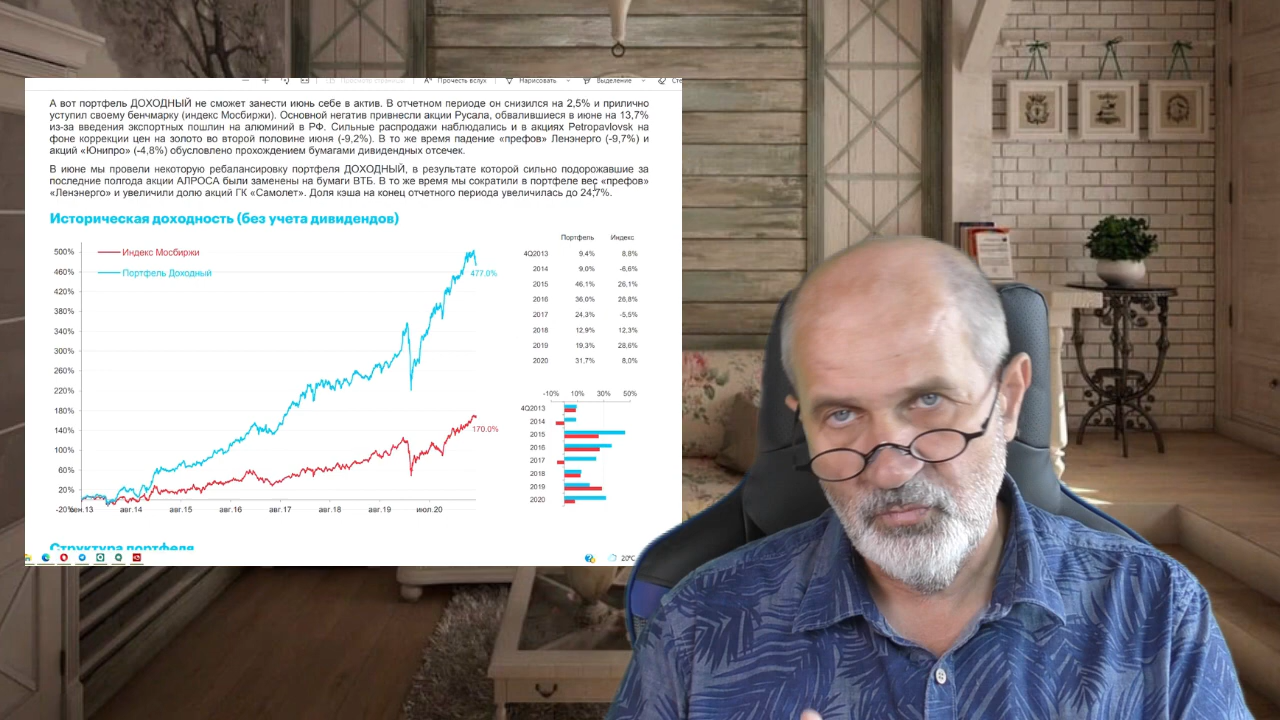 Прочесть вслух
Нарисовать
Выделение
А вот портфель ДОХОДНЫЙ не сможет занести июнь себе в актив. В отчетном периоде он снизился на 2,5% и прилично
уступил своему бенчмарку (индекс Мосбиржи). Основной негатив привнесли акции Русала, обвалившиеся в июне на 13,7%
из-за введения экспортных пошлин на алюминий в РФ. Сильные распродажи наблюдались и в акциях Petropavlovsk на
фоне коррекции цен на золото во второй половине июня (-9,2%). В то же время падение «префов» Ленэнерго (-9,7%) и
акций «Юнипро» (-4,8%) обусловлено прохождением бумагами дивидендных отсечек.
В июне мы провели некоторую ребалансировку портфеля ДОХОДНЫЙ, в результате которой сильно подорожавшие за
последние полгода акции АЛРОСА были заменены на бумаги ВТБ. В то же время мы сократили в портфеле вес «префов»
«Ленэнерго» и увеличили долю акций ГК «Самолет». Доля кэша на конец отчетного периода увеличилась до 24,7%.
Историческая доходность (без учета дивидендов)
Индекс Мосбиржи
Портфель Доходный
500%
460%
420%
380%
340%
300%
260%
220%
180%
140%
100%
60%
20%
-20%
477.0%
170.0%
сен.13 авг.14 авг.15 авг.16 авг.17 авг.18 авг.19 июл.20
Портфель Индекс
4Q2013 9,4% 8,8%
2014 9,0% -6,6%
2015 46,1% 26,1%
2016 36,0% 26,8%
2017 24,3% -5,5%
2018 12,9% 12,3%
2019 19,3% 28,6%
2020 31,7% 8,0%
-10% 10% 30% 50%
4Q2013
2014
2015
2016
2017
2018
2019
2020
Структура портфеля
20°C